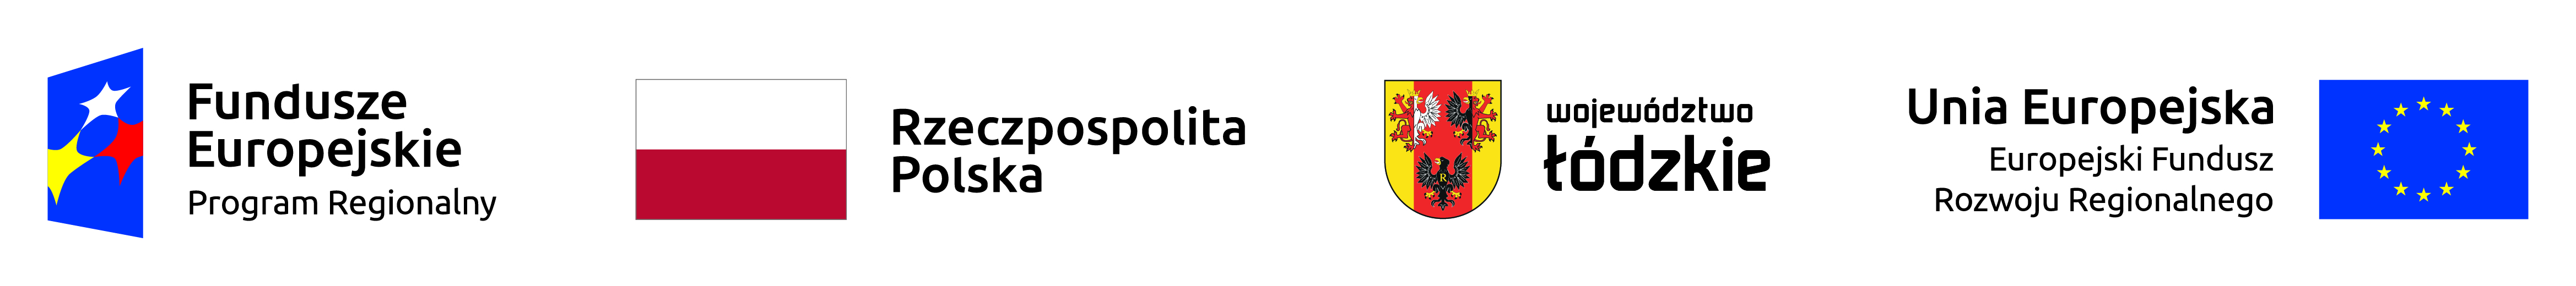 Fundusze
Europejskie
Program Regionalny
Rzeczpospolita
Polska
województwo
łódzkie
R
Unia Europejska
Europejski Fundusz
Rozwoju Regionalnego